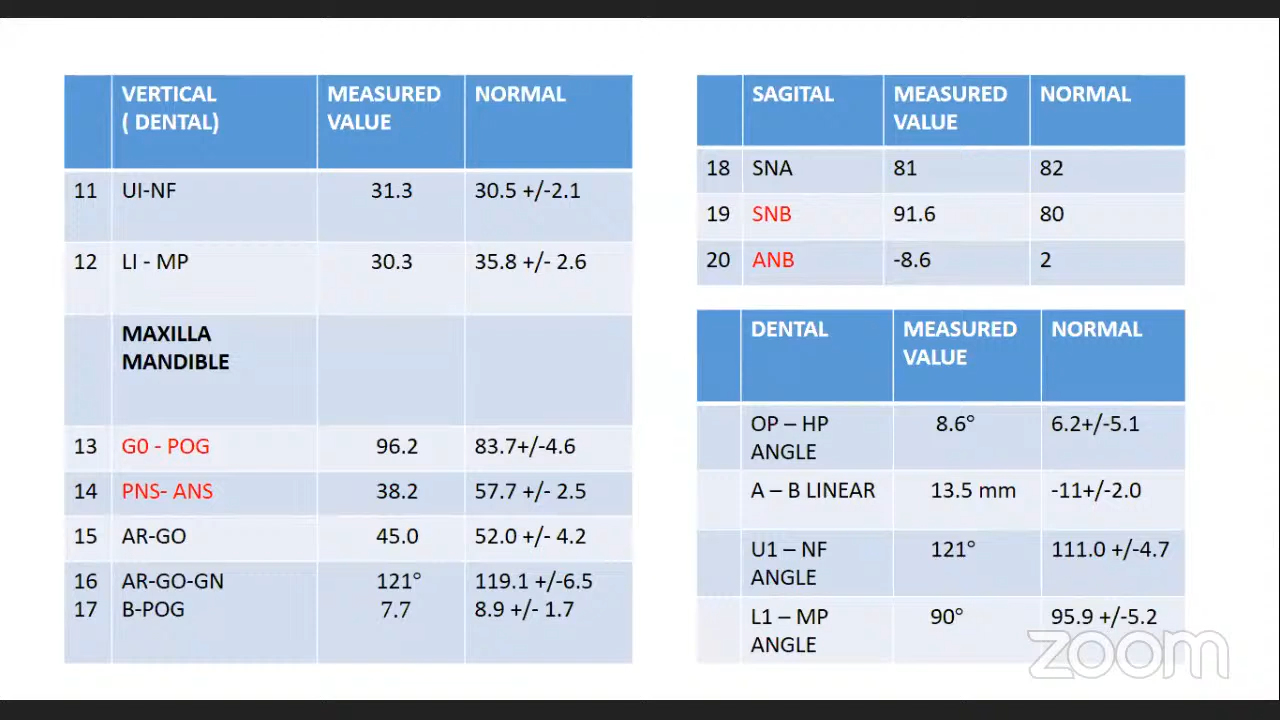 VERTICAL MEASURED NORMAL
( DENTAL) VALUE
11 UI-NF 31.3 30.5 +/-2.1
12 LI - MP 30.3 35.8 +/- 2.6
MAXILLA
MANDIBLE
13 G0 - POG 96.2 83.7+/-4.6
14 PNS- ANS 38.2 57.7 +/- 2.5
15 AR-GO 45.0 52.0 +/- 4.2
16 AR-GO-GN 121° 119.1 +/-6.5
17 B-POG 7.7 8.9 +/- 1.7
SAGITAL MEASURED NORMAL
VALUE
18 SNA 81 82
19 SNB 91.6 80
20 ANB -8.6 2
DENTAL MEASURED NORMAL
VALUE
OP – HP 8.6° 6.2+/-5.1
ANGLE
A – B LINEAR 13.5 mm -11+/-2.0
U1 – NF 121° 111.0 +/-4.7
ANGLE
L1 – MP 90° 95.9 +/-5.2
ANGLE
zoom